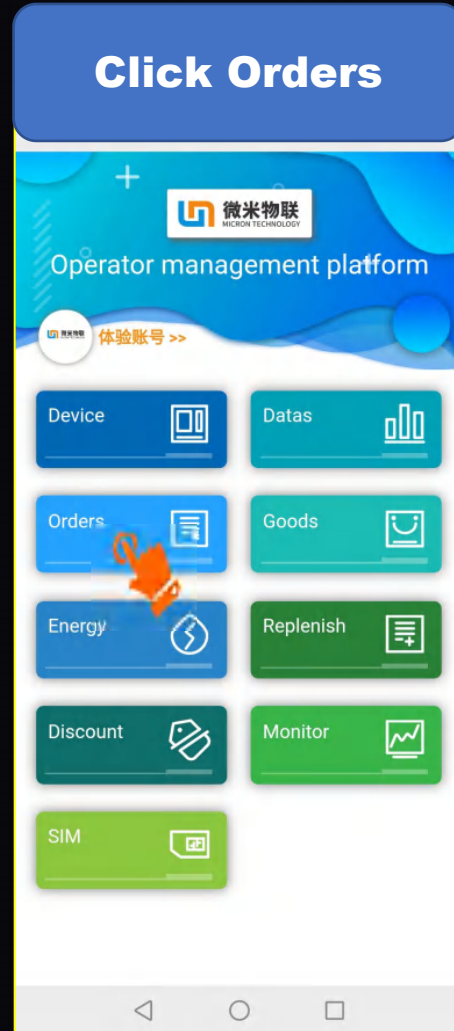 Click Orders
微米物联
MICRON TECHNOLOGY
Operator management platform
体验账号 >>
Device
Datas
Orders
Goods
Energy
Replenish
Discount
Monitor
SIM